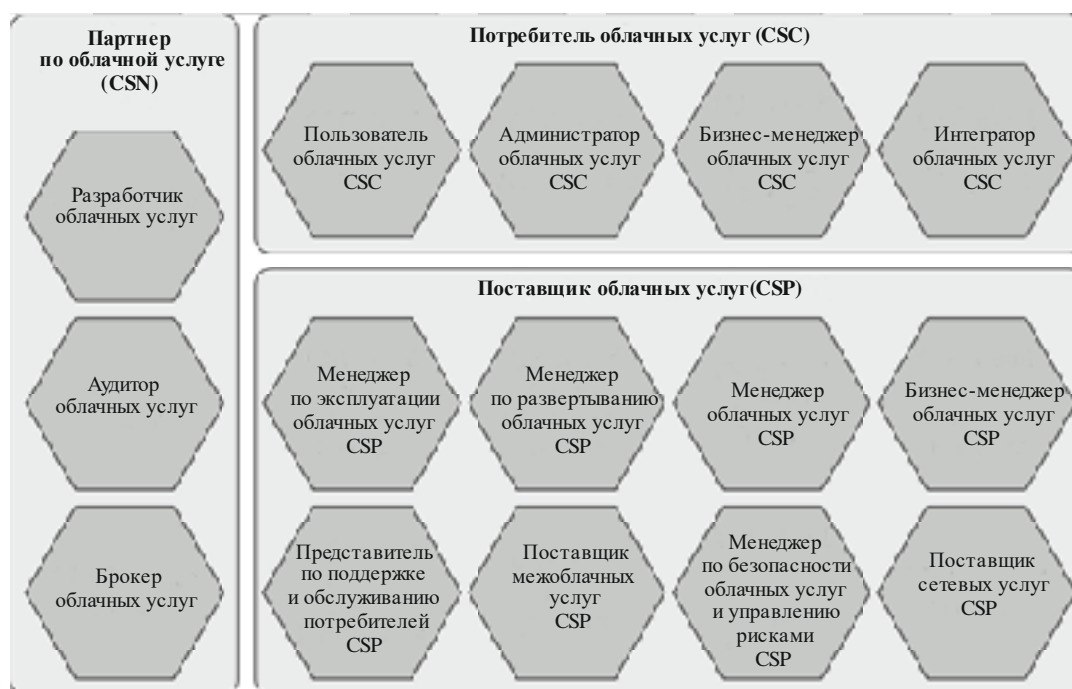 Партнер
по облачной услуге
(CSN)
Разработчик
облачных услуг
Аудитор
облачных услуг
Брокер
облачных услуг
Потребитель облачных услуг (CSC)
Пользователь
облачных услуг
CSC
Администратор
облачных услуг
CSC
Бизнес-менеджер
облачных услуг
CSC
Интегратор
облачных услуг
CSC
Поставщик облачных услуг(CSP)
Менеджер
по эксплуатации
облачных услуг
CSP
Менеджер
по развертыванию
облачных услуг
CSP
Менеджер
облачных услуг
CSP
Бизнес-менеджер
облачных услуг
CSP
Представитель
по поддержке
и обслуживанию
потребителей
CSP
Поставщик
межоблачных
услуг
CSP
Менеджер
по безопасности
облачных услуг
и управлению
рисками
CSP
Поставщик
сетевых услуг
CSP